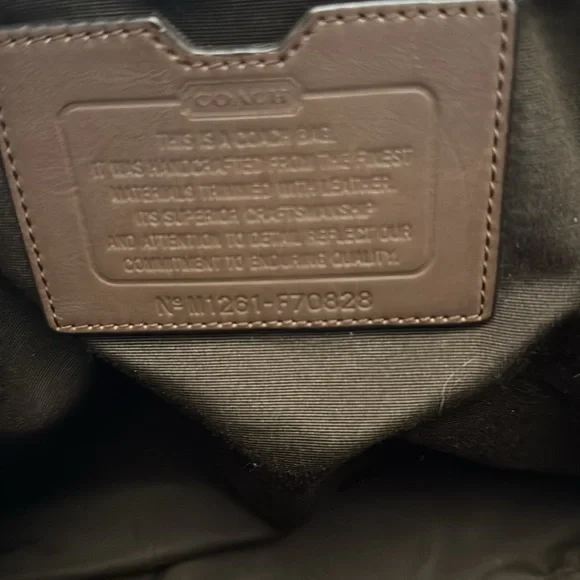 COACH
THIS IS A COACH BAG.
IT WAS HANDCRAFTED FROM THE FINEST
MATERIALS TRIMMED WITH LEATHER.
ITS SUPERIOR CRAFTSMANSHIP
AND ATTENTION TO DETAIL REFLECT OUR
COMMITMENT TO ENDURING QUALITY.
Nº M1261-F70828